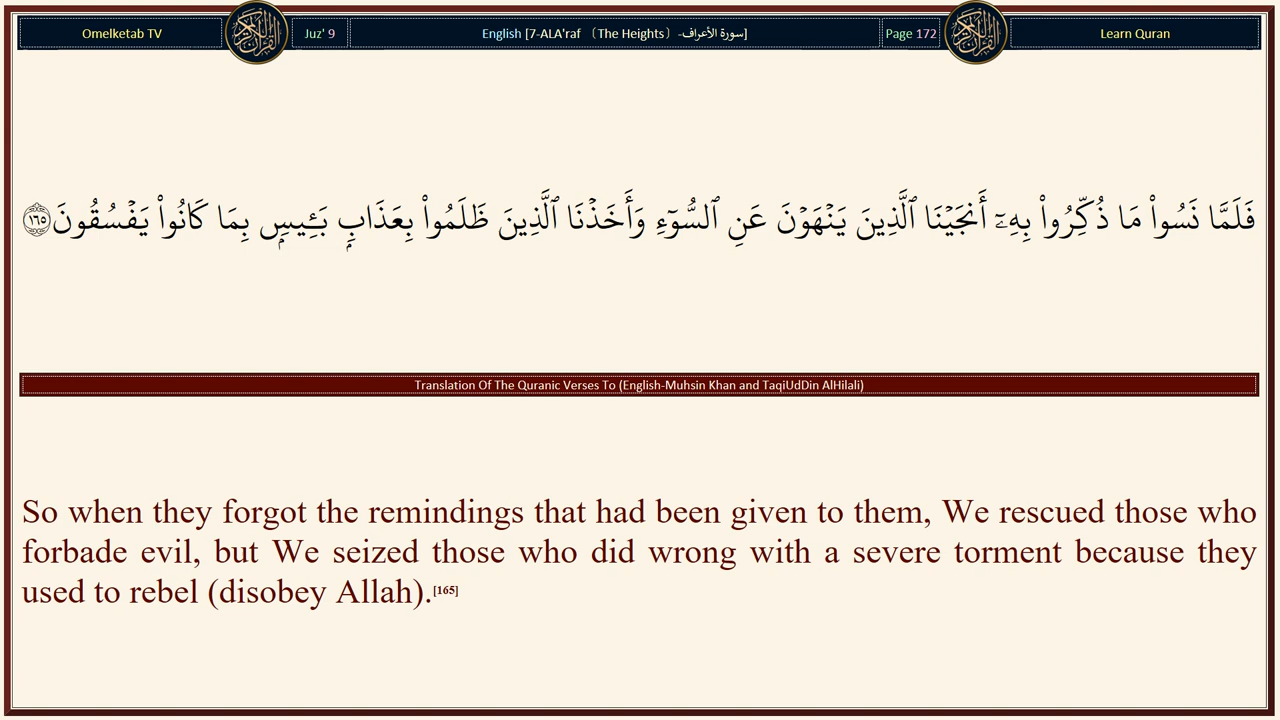 Omelketab TV
Juz' 9
English [7-ALA'raf 〔The Heights〕-سورة الأعراف]
Page 172
Learn Quran
فَلَمَّا نَسُوا۟ مَا ذُكِّرُوا۟ بِهِۦٓ أَنجَيْنَا ٱلَّذِينَ يَنْهَوْنَ عَنِ ٱلسُّوٓءِ وَأَخَذْنَا ٱلَّذِينَ ظَلَمُوا۟ بِعَذَابٍۭ بَـِٔيسٍۭ بِمَا كَانُوا۟ يَفْسُقُونَ ١٦٥
Translation Of The Quranic Verses To (English-Muhsin Khan and TaqiUdDin AlHilali)
So when they forgot the remindings that had been given to them, We rescued those who
forbade evil, but We seized those who did wrong with a severe torment because they
used to rebel (disobey Allah).[165]